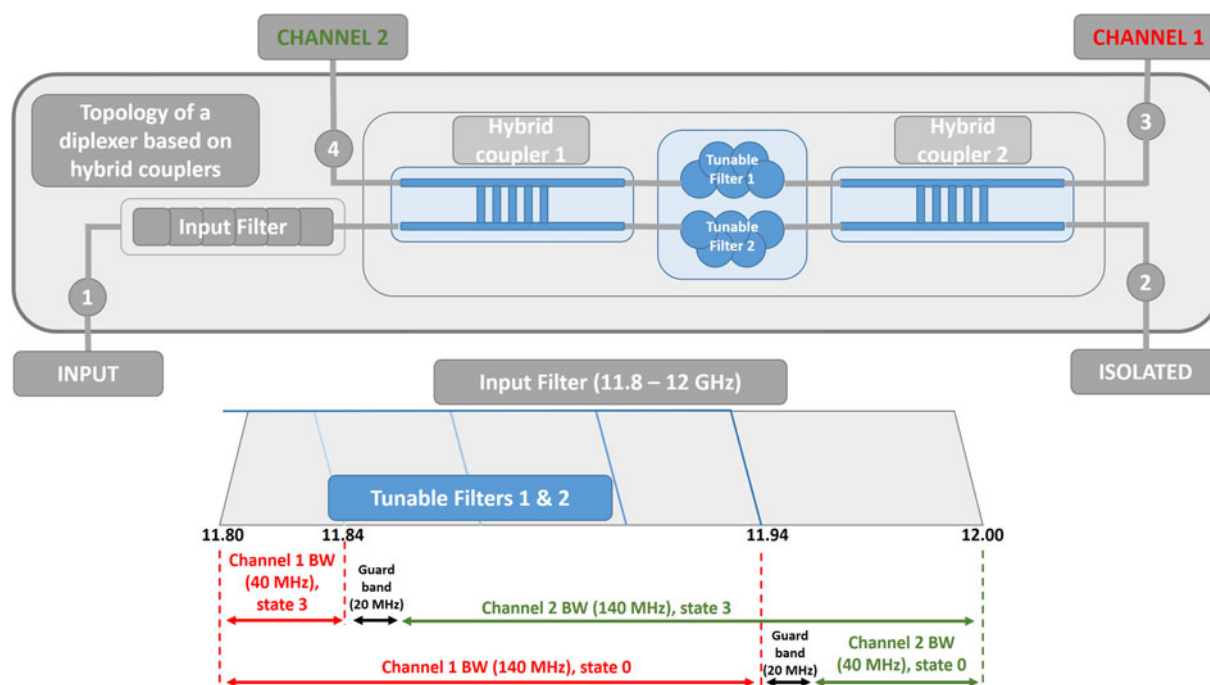 CHANNEL 2
CHANNEL 1
Topology of a
diplexer based on
hybrid couplers
Hybrid
coupler 1
Hybrid
coupler 2
4
3
Tunable
Filter 1
Input Filter
Tunable
Filter 2
1
2
INPUT
ISOLATED
Input Filter (11.8 – 12 GHz)
Tunable Filters 1 & 2
11.80
11.84
11.94
12.00
Channel 1 BW
(40 MHz),
state 3
Guard
band
(20 MHz)
Channel 2 BW (140 MHz), state 3
Channel 1 BW (140 MHz), state 0
Guard
band
(20 MHz)
Channel 2 BW
(40 MHz), state 0